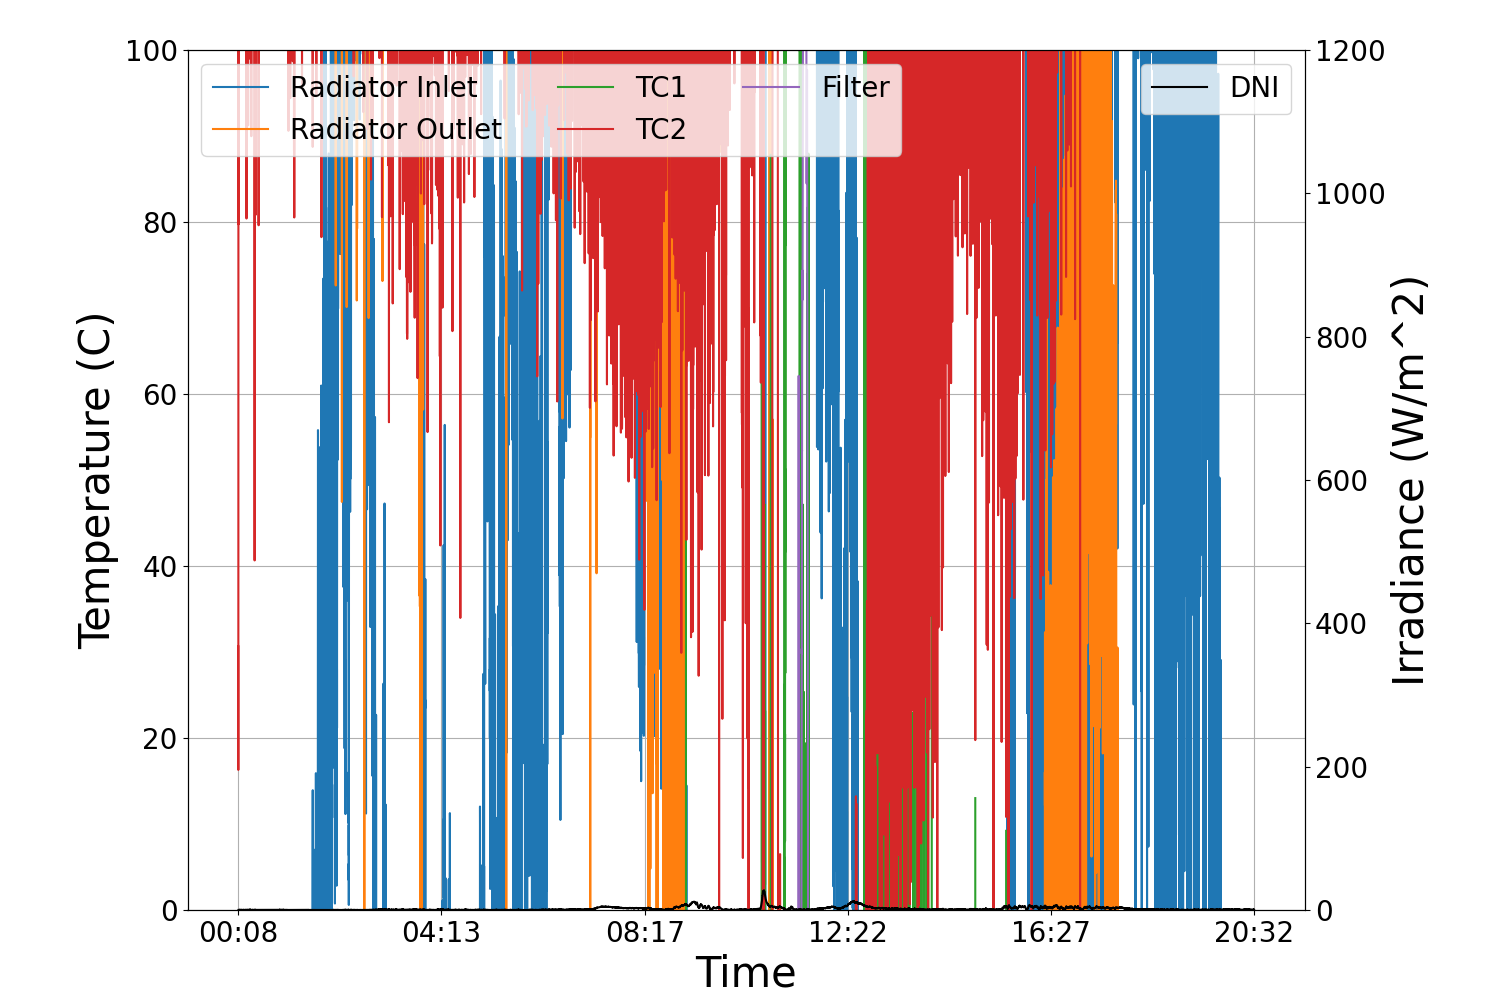 100
80
60
40
20
0
Temperature (C)
Radiator Inlet
Radiator Outlet
TC1
TC2
Filter
DNI
1200
1000
800
600
400
200
0
Irradiance (W/m^2)
00:08
04:13
08:17
12:22
16:27
20:32
Time